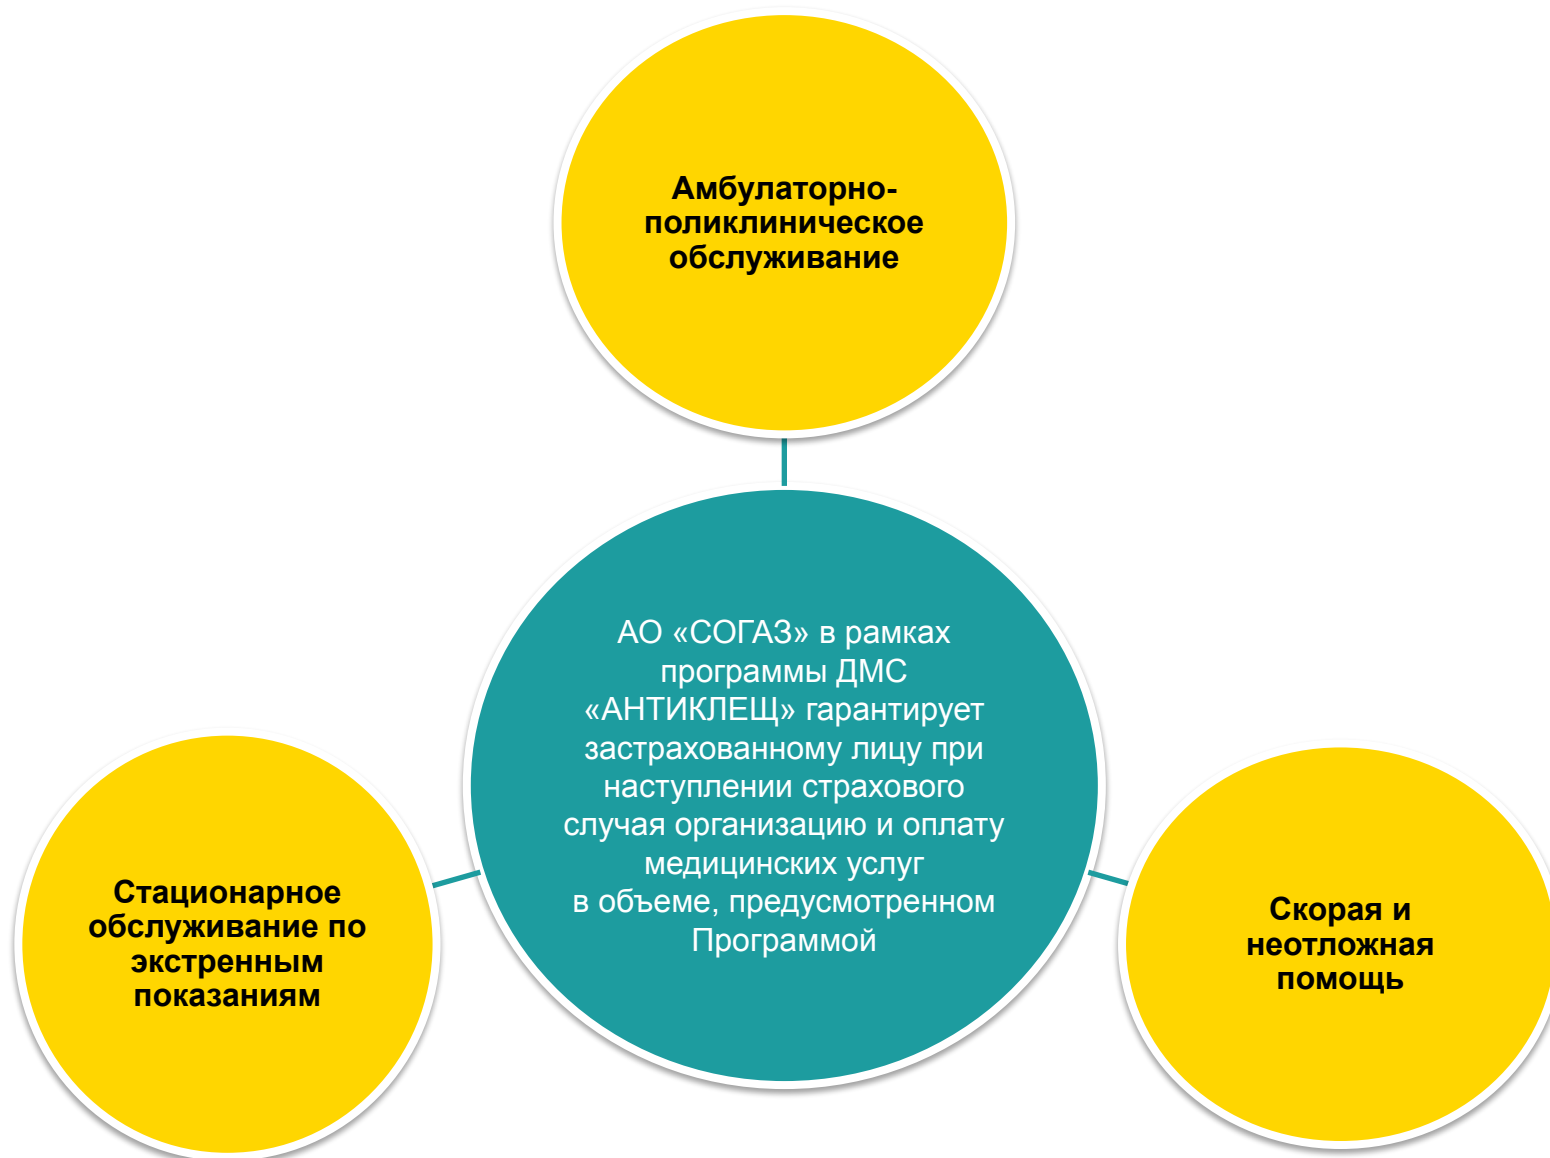 Амбулаторно-
поликлиническое
обслуживание
АО «СОГАЗ» в рамках
программы ДМС
«АНТИКЛЕЩ» гарантирует
застрахованному лицу при
наступлении страхового
случая организацию и оплату
медицинских услуг
в объеме, предусмотренном
Программой
Стационарное
обслуживание по
экстренным
показаниям
Скорая и
неотложная
помощь